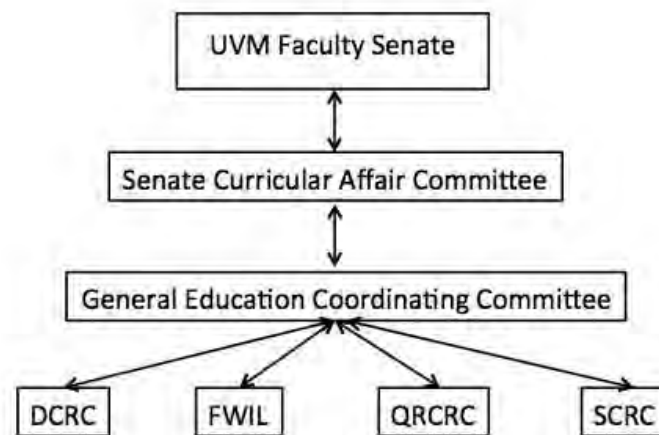 UVM Faculty Senate
Senate Curricular Affair Committee
General Education Coordinating Committee
DCRC FWIL QRCRC SCRC